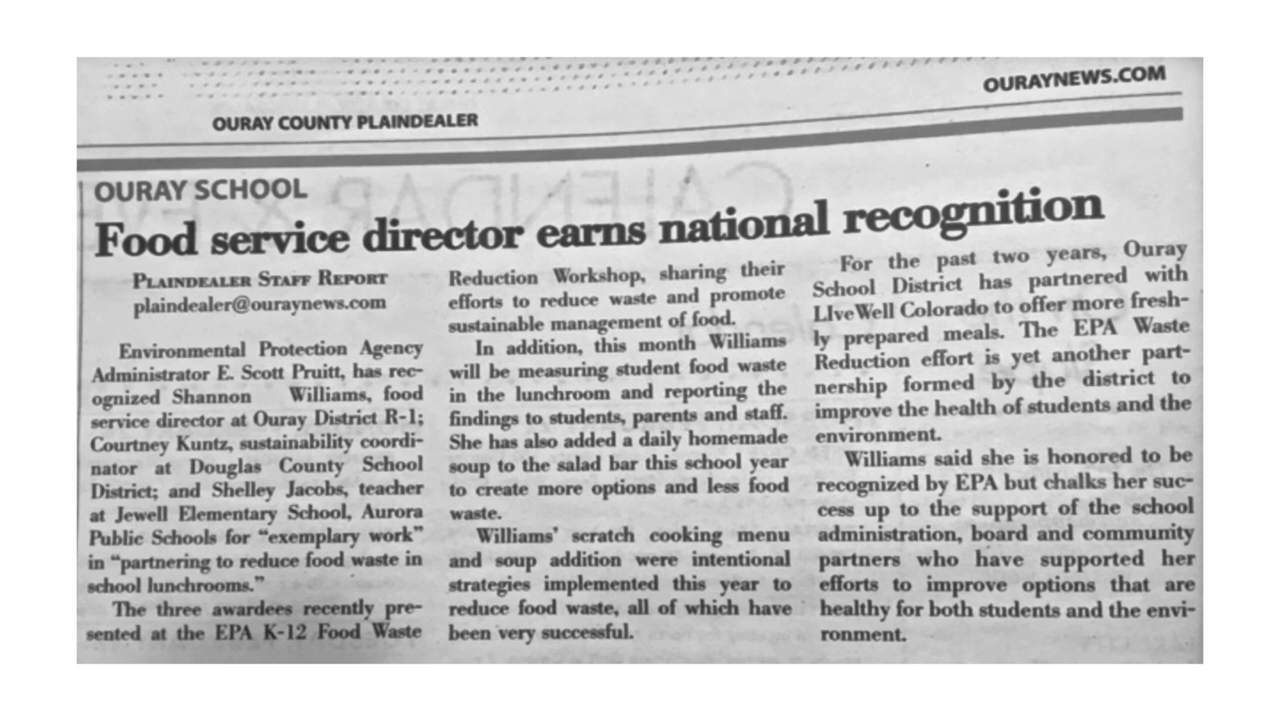 OURAYNEWS.COM
OURAY COUNTY PLAINDEALER
OURAY SCHOOL
Food service director earns national recognition
PLAINDEALER STAFF REPORT
plaindealer@ouraynews.com
Environmental Protection Agency
Administrator E. Scott Pruitt, has rec-
ognized Shannon Williams, food
service director at Ouray District R-1;
Courtney Kuntz, sustainability coordi-
nator at Douglas County School
District; and Shelley Jacobs, teacher
at Jewell Elementary School, Aurora
Public Schools for “exemplary work”
in “partnering to reduce food waste in
school lunchrooms.”
The three awardees recently pre-
sented at the EPA K-12 Food Waste
Reduction Workshop, sharing their
efforts to reduce waste and promote
sustainable management of food.
In addition, this month Williams
will be measuring student food waste
in the lunchroom and reporting the
findings to students, parents and staff.
She has also added a daily homemade
soup to the salad bar this school year
to create more options and less food
waste.
Williams’ scratch cooking menu
and soup addition were intentional
strategies implemented this year to
reduce food waste, all of which have
been very successful.
For the past two years, Ouray
School District has partnered with
LIveWell Colorado to offer more fresh-
ly prepared meals. The EPA Waste
Reduction effort is yet another part-
nership formed by the district to
improve the health of students and the
environment.
Williams said she is honored to be
recognized by EPA but chalks her suc-
cess up to the support of the school
administration, board and community
partners who have supported her
efforts to improve options that are
healthy for both students and the envi-
ronment.